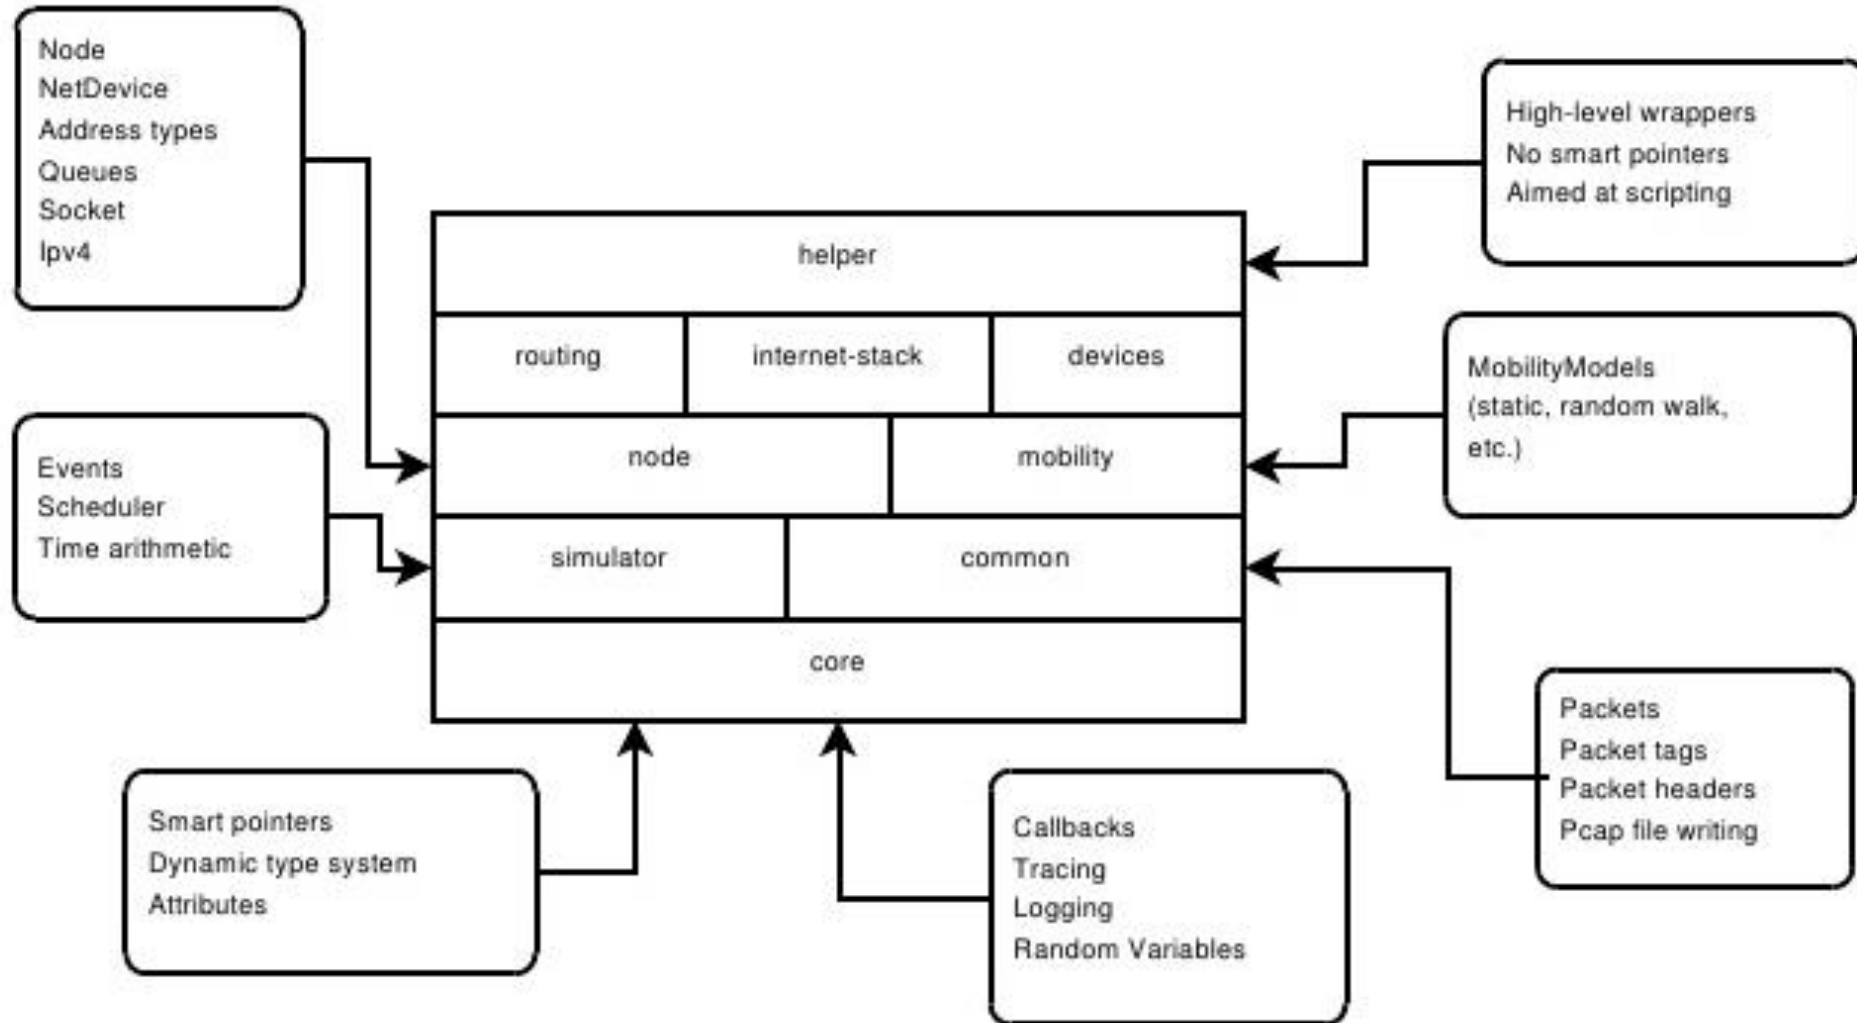 Node
NetDevice
Address types
Queues
Socket
Ipv4
High-level wrappers
No smart pointers
Aimed at scripting
helper
routing
internet-stack
devices
MobilityModels
(static, random walk,
etc.)
node
mobility
Events
Scheduler
Time arithmetic
simulator
common
core
Packets
Packet tags
Packet headers
Pcap file writing
Smart pointers
Dynamic type system
Attributes
Callbacks
Tracing
Logging
Random Variables